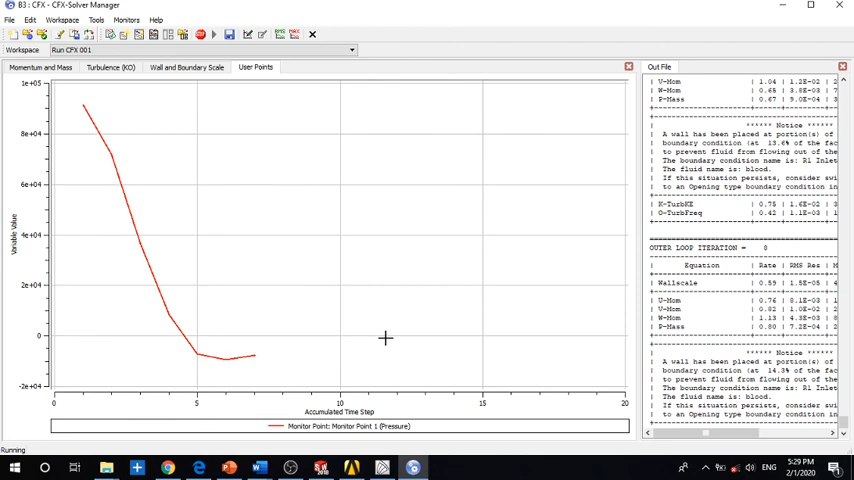 B3 : CFX - CFX-Solver Manager
File Edit Workspace Tools Monitors Help
Workspace Run CFX 001
Momentum and Mass Turbulence (KO) Wall and Boundary Scale User Points
1e+05
8e+04
6e+04
4e+04
2e+04
0
-2e+04
Variable Value
0 5 10 15 20
Accumulated Time Step
Monitor Point: Monitor Point 1 (Pressure)
Out File
| V-Mom | 1.04 | 1.2E-02 |
| W-Mom | 0.65 | 3.8E-03 |
| P-Mass | 0.67 | 9.0E-04 |
****** Notice ******
A wall has been placed at portion(s) of
boundary condition (at 13.6% of the fac
to prevent fluid from flowing out of the
The boundary condition name is: R1 Inlet
The fluid name is: blood.
If this situation persists, consider swi
to an Opening type boundary condition in
| K-TurbKE | 0.75 | 1.6E-02 |
| O-TurbFreq | 0.42 | 1.1E-03 |
OUTER LOOP ITERATION = 0
| Equation | Rate | RMS Res | M
| Wallscale | 0.59 | 1.5E-05 | 4
| U-Mom | 0.76 | 8.1E-03 |
| V-Mom | 0.82 | 1.0E-02 |
| W-Mom | 1.13 | 4.3E-03 |
| P-Mass | 0.80 | 7.2E-04 |
****** Notice ******
A wall has been placed at portion(s) of
boundary condition (at 14.3% of the fac
to prevent fluid from flowing out of the
The boundary condition name is: R1 Inlet
The fluid name is: blood.
If this situation persists, consider swi
to an Opening type boundary condition in
Running
ENG
5:29 PM
2/1/2020